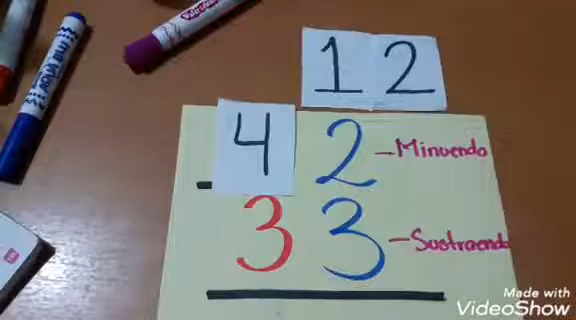 12
42 - Minuendo
- 33 - Sustraendo
Made with
VideoShow